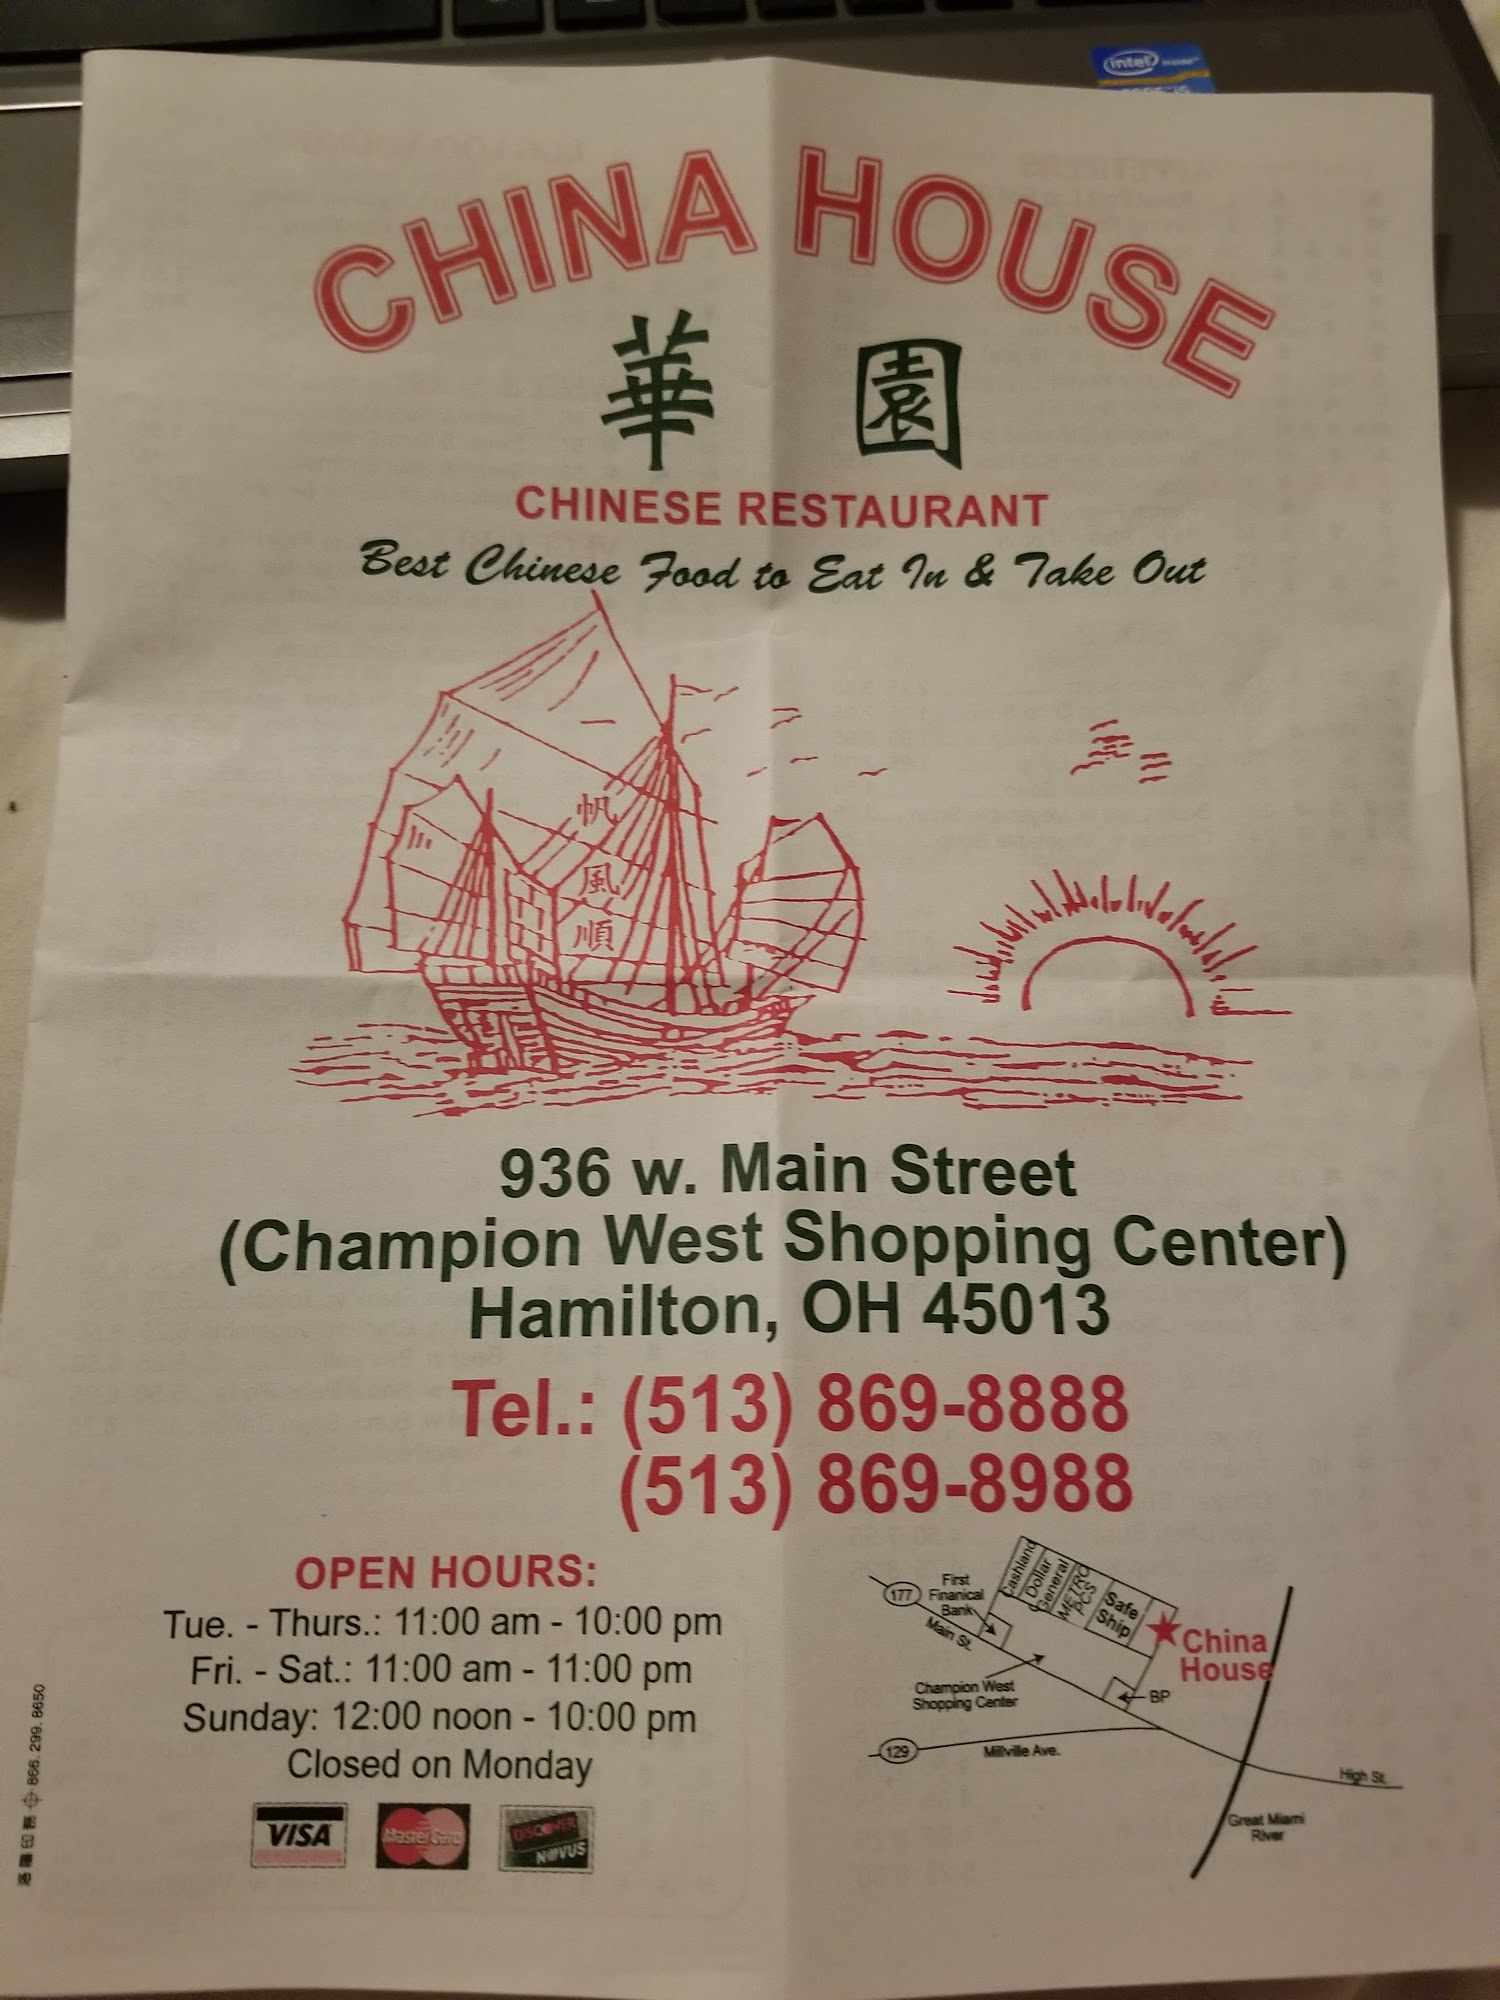 intel inside™
CHINA HOUSE
華 園
CHINESE RESTAURANT
Best Chinese Food to Eat In & Take Out
帆
風
順
936 w. Main Street
(Champion West Shopping Center)
Hamilton, OH 45013
Tel.: (513) 869-8888
(513) 869-8988
OPEN HOURS:
Tue. - Thurs.: 11:00 am - 10:00 pm
Fri. - Sat.: 11:00 am - 11:00 pm
Sunday: 12:00 noon - 10:00 pm
Closed on Monday
VISA
MasterCard
DISCOVER
NOVUS
177
First
Finanical
Bank
Main St.
Cashland
Dollar
General
METRO
PCS
Safe
Ship
China
House
Champion West
Shopping Center
BP
129
Millville Ave.
High St.
Great Miami
River
866.299.8650